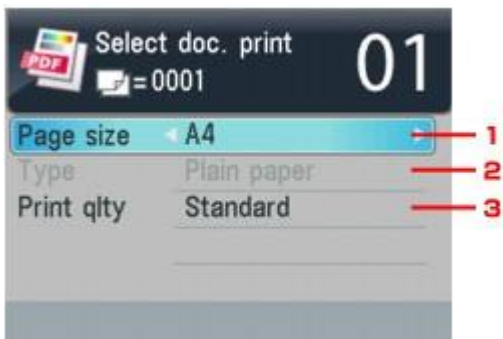 PDF
Select doc. print
=0001
01
Page size A4 1
Type Plain paper 2
Print qlty Standard 3